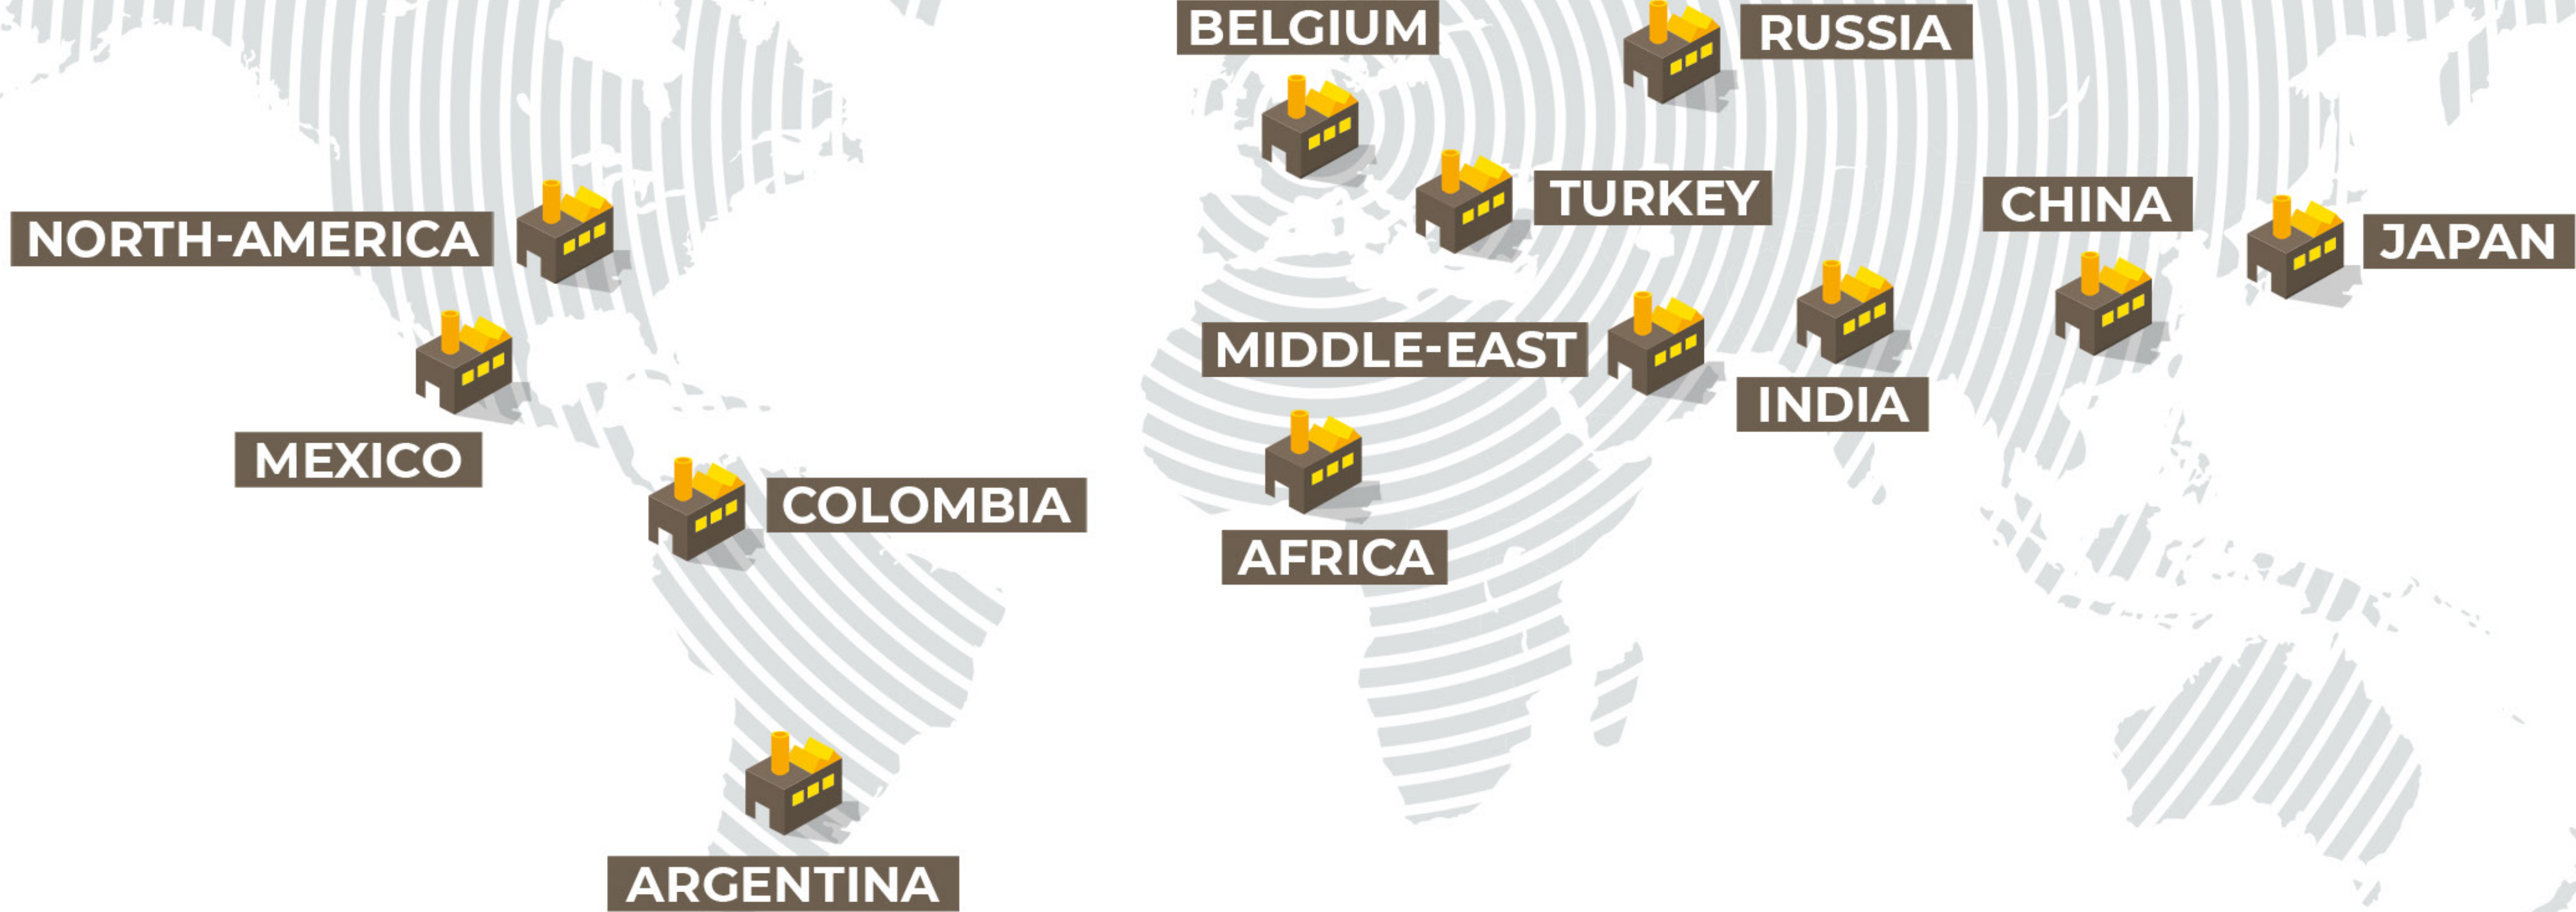 BELGIUM
RUSSIA
TURKEY
CHINA
NORTH-AMERICA
JAPAN
MIDDLE-EAST
INDIA
MEXICO
COLOMBIA
AFRICA
ARGENTINA